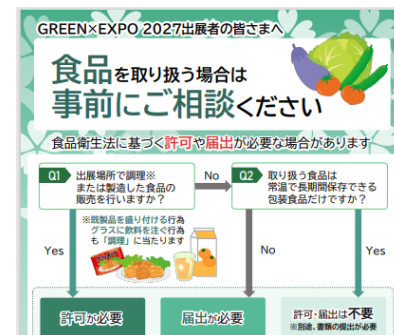 GREEN×EXPO 2027出展者の皆さまへ
食品を取り扱う場合は
事前にご相談ください
食品衛生法に基づく許可や届出が必要な場合があります
Q1 出展場所で調理※
または製造した食品の
販売を行いますか？
No
Q2 取り扱う食品は
常温で長期間保存できる
包装食品だけですか？
※既製品を盛り付ける行為
グラスに飲料を注ぐ行為
も「調理」に当たります
Yes
No
Yes
許可が必要
届出が必要
許可・届出は不要
※別途、書類の提出が必要